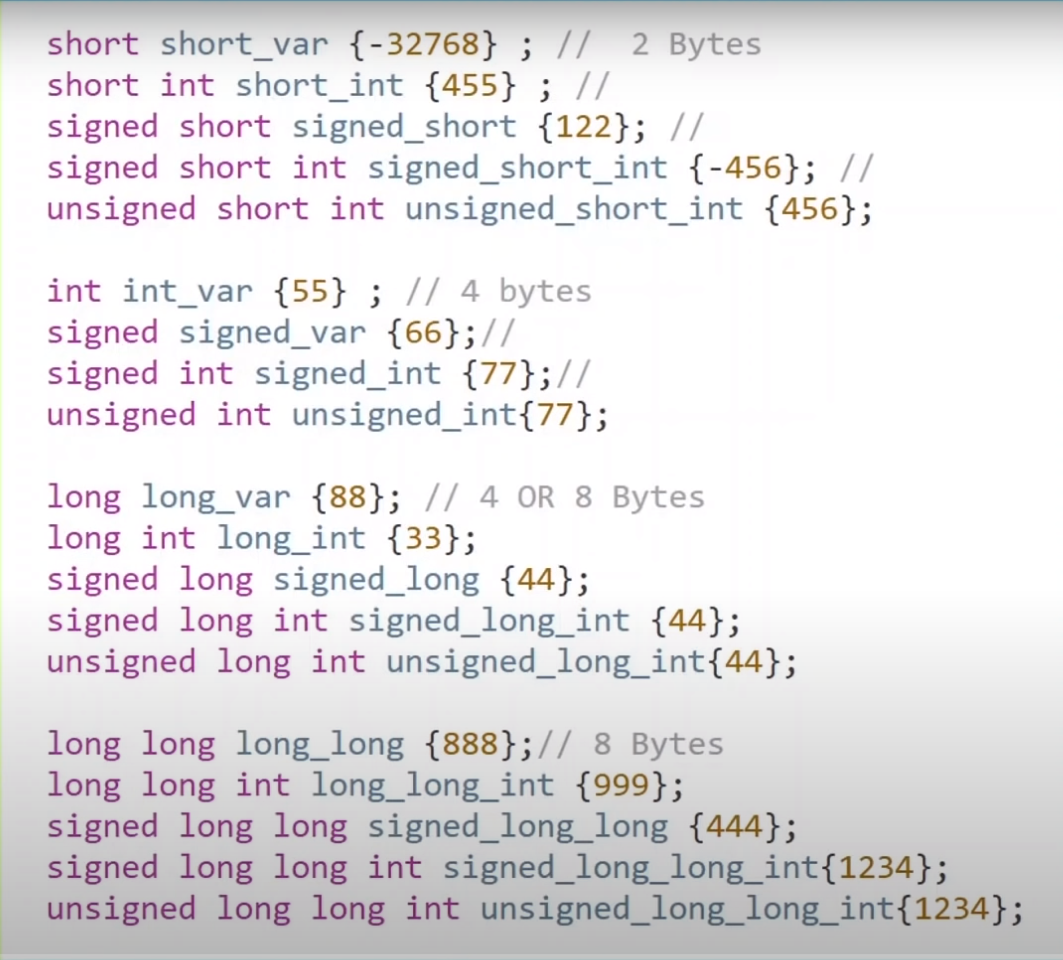 short short_var {-32768} ; //  2 Bytes
short int short_int {455} ; //
signed short signed_short {122}; //
signed short int signed_short_int {-456}; //
unsigned short int unsigned_short_int {456};

int int_var {55} ; // 4 bytes
signed signed_var {66};//
signed int signed_int {77};//
unsigned int unsigned_int{77};

long long_var {88}; // 4 OR 8 Bytes
long int long_int {33};
signed long signed_long {44};
signed long int signed_long_int {44};
unsigned long int unsigned_long_int{44};

long long long_long {888};// 8 Bytes
long long int long_long_int {999};
signed long long signed_long_long {444};
signed long long int signed_long_long_int{1234};
unsigned long long int unsigned_long_long_int{1234};